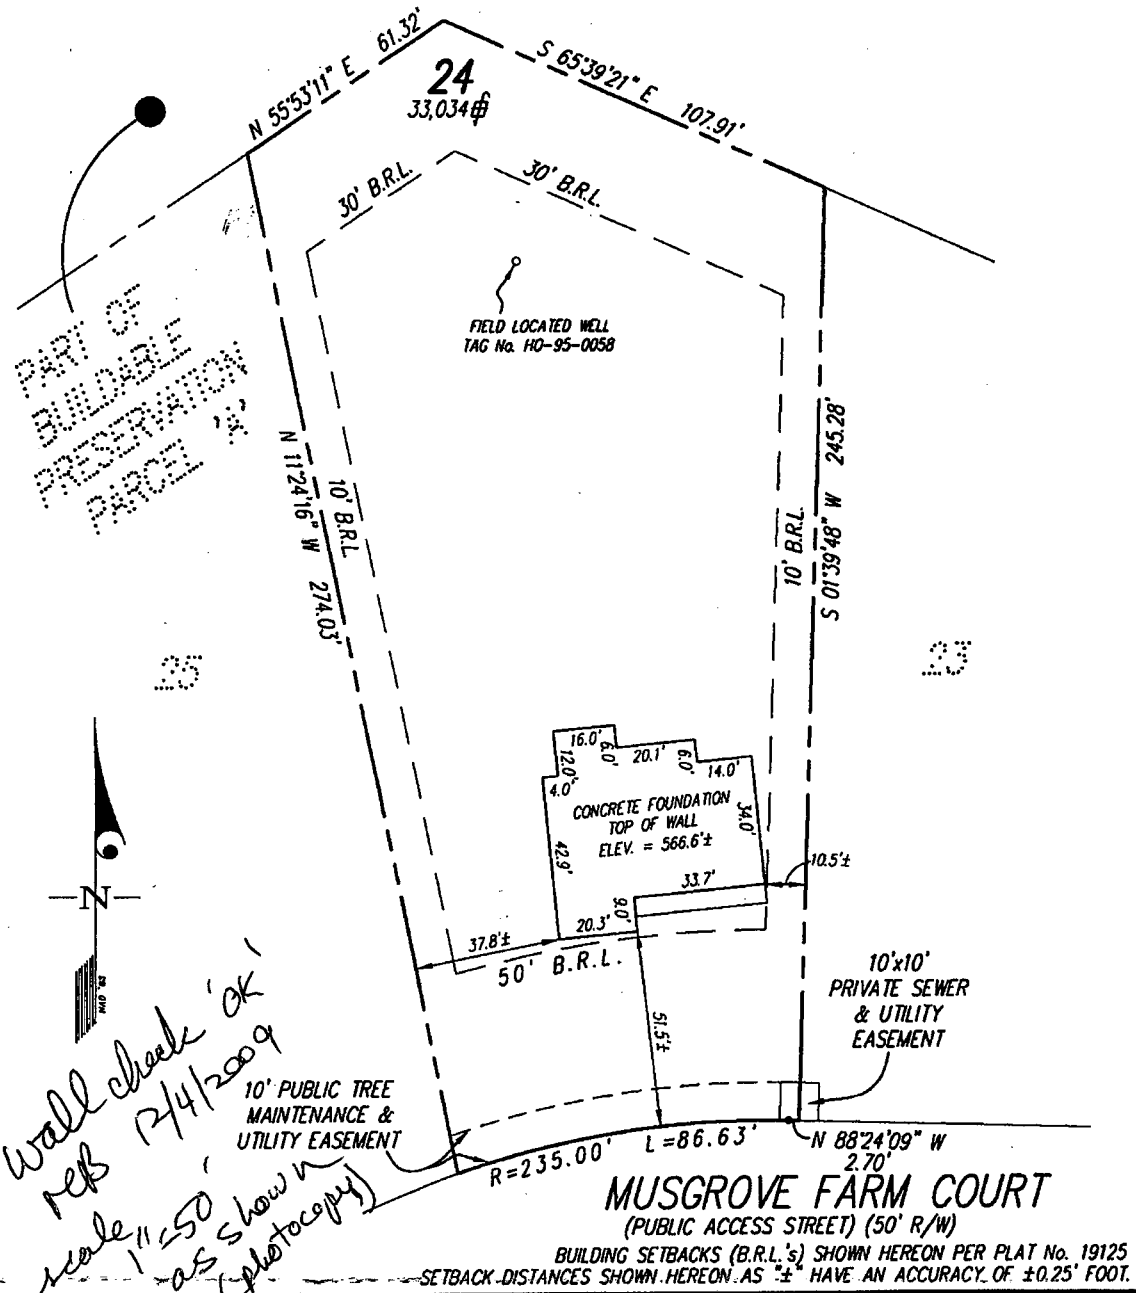 N 55°53'11" E 61.32'
S 65°39'21" E 107.91'
24
33,034
30' B.R.L.
30' B.R.L.
FIELD LOCATED WELL
TAG No. HO-95-0058
PART OF
BUILDABLE
PRESERVATION
PARCEL 'A'
N 11°24'16" W 274.03'
10' B.R.L
10' B.R.L.
S 01°39'48" W 245.28'
25
23
16.0'
6.0'
20.1'
6.0'
14.0'
12.0'
4.0'
CONCRETE FOUNDATION
TOP OF WALL
ELEV. = 566.6'±
34.0'
42.9'
33.7'
10.5'±
9.0'
20.3'
37.8'±
50' B.R.L.
51.5'±
N
10'x10'
PRIVATE SEWER
& UTILITY
EASEMENT
10' PUBLIC TREE
MAINTENANCE &
UTILITY EASEMENT
R=235.00' L=86.63'
N 88°24'09" W
2.70'
wall check 'OK'
12/4/2009
scale 1"=50'
as shown
(photocopy)
MUSGROVE FARM COURT
(PUBLIC ACCESS STREET) (50' R/W)
BUILDING SETBACKS (B.R.L.'s) SHOWN HEREON PER PLAT No. 19125
SETBACK DISTANCES SHOWN HEREON AS "±" HAVE AN ACCURACY OF ±0.25' FOOT.